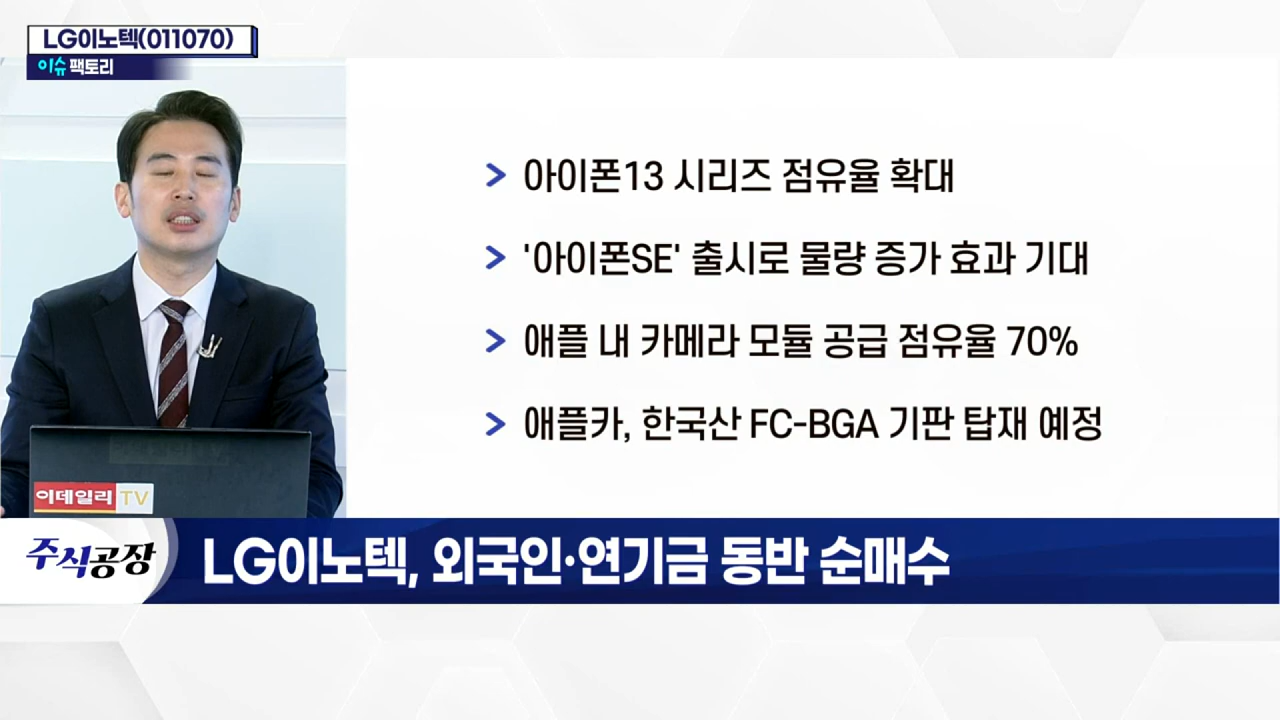 LG이노텍(011070)
이슈 팩토리
> 아이폰13 시리즈 점유율 확대
> '아이폰SE' 출시로 물량 증가 효과 기대
> 애플 내 카메라 모듈 공급 점유율 70%
> 애플카, 한국산 FC-BGA 기판 탑재 예정
이데일리 TV
주식공장
LG이노텍, 외국인·연기금 동반 순매수